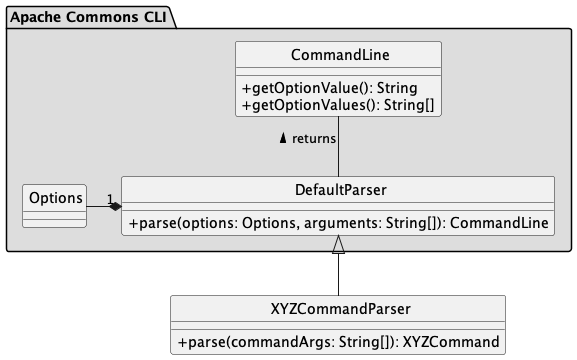 Apache Commons CLI
CommandLine
+getOptionValue(): String
+getOptionValues(): String[]
returns
Options
1
DefaultParser
+parse(options: Options, arguments: String[]): CommandLine
XYZCommandParser
+parse(commandArgs: String[]): XYZCommand